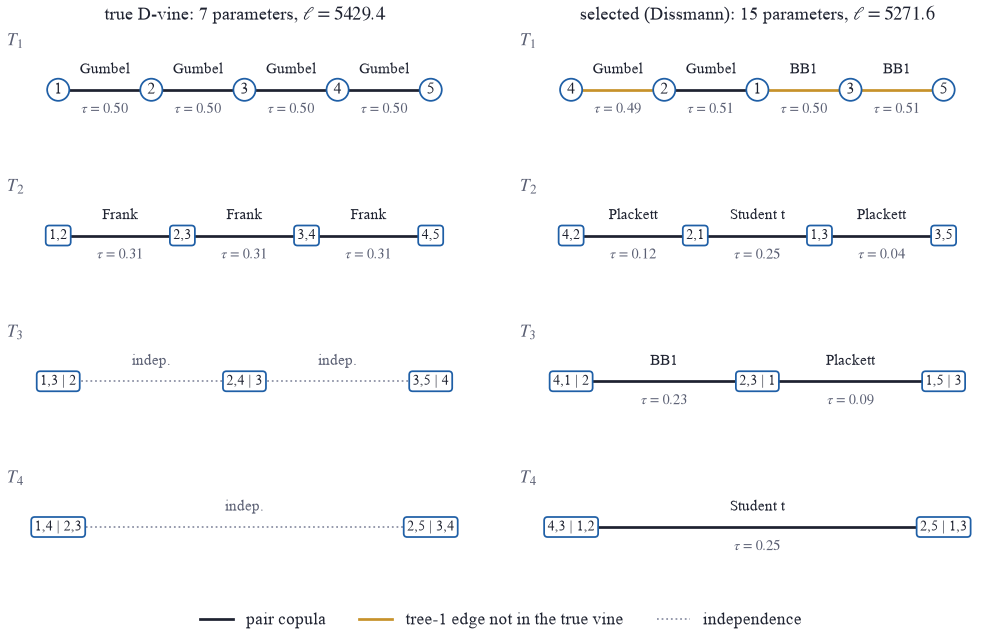 true D-vine: 7 parameters, ℓ = 5429.4
T1
Gumbel Gumbel Gumbel Gumbel
1 2 3 4 5
τ = 0.50 τ = 0.50 τ = 0.50 τ = 0.50
T2
Frank Frank Frank
1,2 2,3 3,4 4,5
τ = 0.31 τ = 0.31 τ = 0.31
T3
indep. indep.
1,3 | 2 2,4 | 3 3,5 | 4
T4
indep.
1,4 | 2,3 2,5 | 3,4
selected (Dissmann): 15 parameters, ℓ = 5271.6
T1
Gumbel Gumbel BB1 BB1
4 2 1 3 5
τ = 0.49 τ = 0.51 τ = 0.50 τ = 0.51
T2
Plackett Student t Plackett
4,2 2,1 1,3 3,5
τ = 0.12 τ = 0.25 τ = 0.04
T3
BB1 Plackett
4,1 | 2 2,3 | 1 1,5 | 3
τ = 0.23 τ = 0.09
T4
Student t
4,3 | 1,2 2,5 | 1,3
τ = 0.25
pair copula tree-1 edge not in the true vine independence